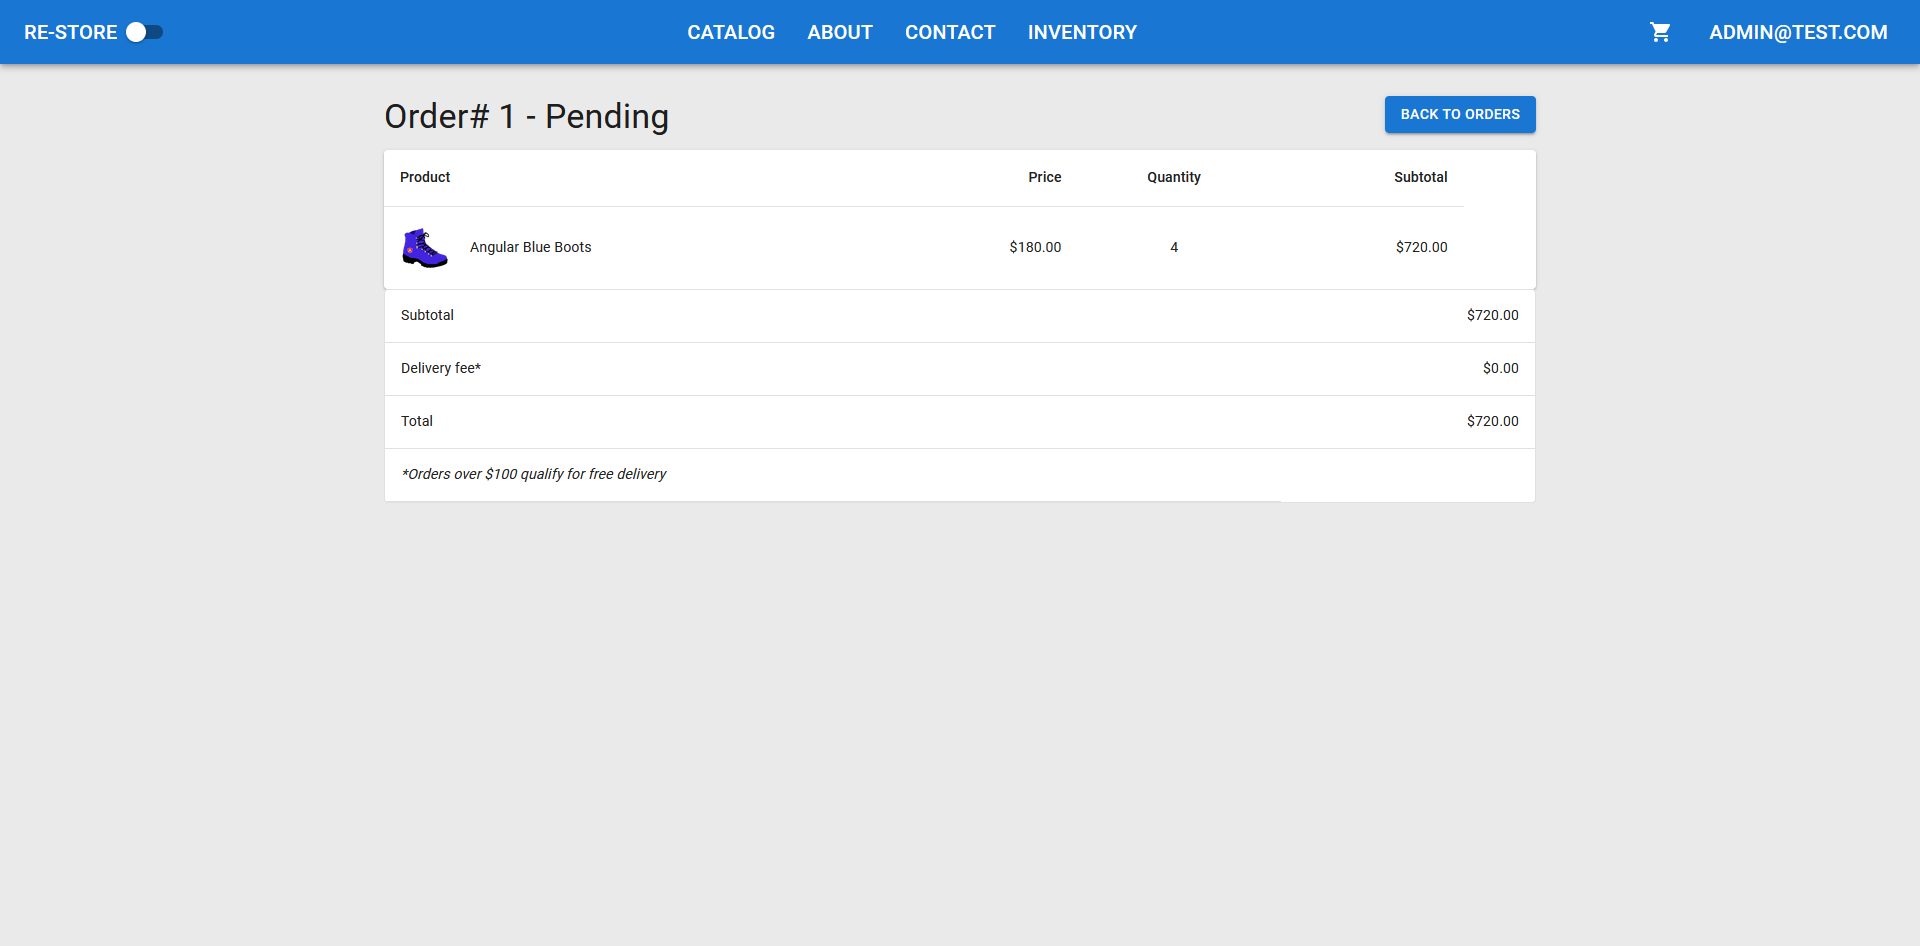 RE-STORE CATALOG ABOUT CONTACT INVENTORY ADMIN@TEST.COM
Order# 1 - Pending BACK TO ORDERS
Product Price Quantity Subtotal
Angular Blue Boots $180.00 4 $720.00
Subtotal $720.00
Delivery fee* $0.00
Total $720.00
*Orders over $100 qualify for free delivery